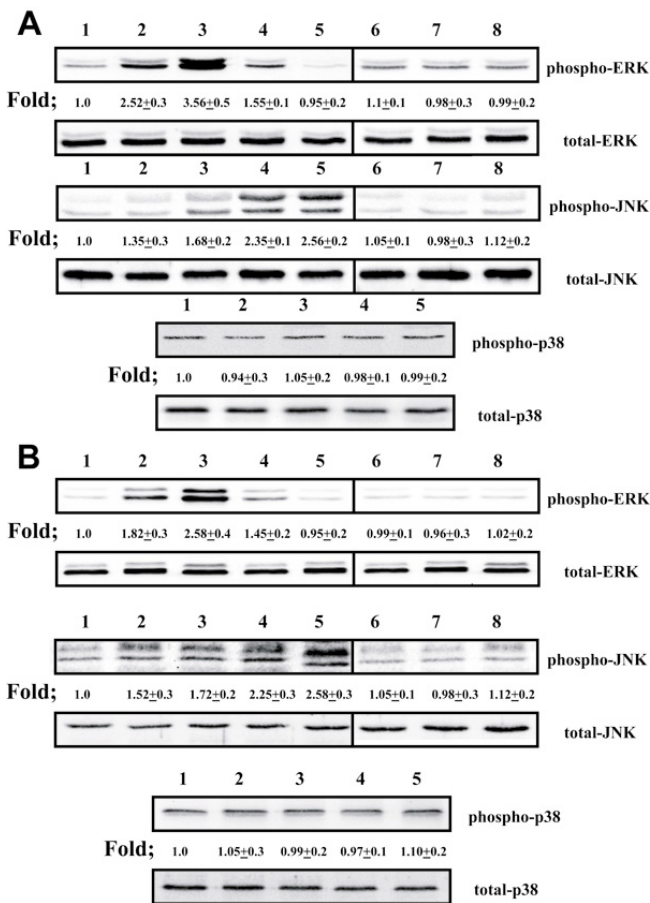 A
1 2 3 4 5 6 7 8
phospho-ERK
Fold; 1.0 2.52±0.3 3.56±0.5 1.55±0.1 0.95±0.2 1.1±0.1 0.98±0.3 0.99±0.2
total-ERK
1 2 3 4 5 6 7 8
phospho-JNK
Fold; 1.0 1.35±0.3 1.68±0.2 2.35±0.1 2.56±0.2 1.05±0.1 0.98±0.3 1.12±0.2
total-JNK
1 2 3 4 5
phospho-p38
Fold; 1.0 0.94±0.3 1.05±0.2 0.98±0.1 0.99±0.2
total-p38
B
1 2 3 4 5 6 7 8
phospho-ERK
Fold; 1.0 1.82±0.3 2.58±0.4 1.45±0.2 0.95±0.2 0.99±0.1 0.96±0.3 1.02±0.2
total-ERK
1 2 3 4 5 6 7 8
phospho-JNK
Fold; 1.0 1.52±0.3 1.72±0.2 2.25±0.3 2.58±0.3 1.05±0.1 0.98±0.3 1.12±0.2
total-JNK
1 2 3 4 5
phospho-p38
Fold; 1.0 1.05±0.3 0.99±0.2 0.97±0.1 1.10±0.2
total-p38